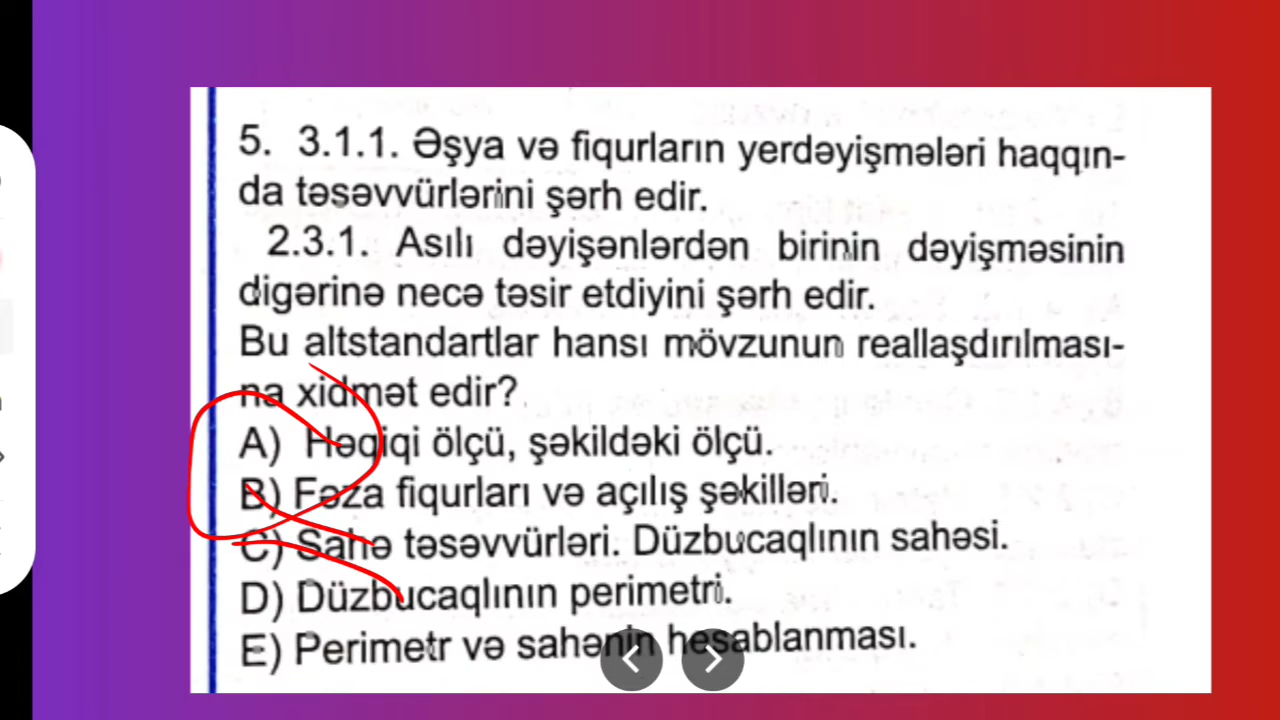 5. 3.1.1. Əşya və fiqurların yerdəyişmələri haqqın-
da təsəvvürlərini şərh edir.
2.3.1. Asılı dəyişənlərdən birinin dəyişməsinin
digərinə necə təsir etdiyini şərh edir.
Bu altstandartlar hansı mövzunun reallaşdırılması-
na xidmət edir?
A) Həqiqi ölçü, şəkildəki ölçü.
B) Fəza fiqurları və açılış şəkilləri.
C) Sahə təsəvvürləri. Düzbucaqlının sahəsi.
D) Düzbucaqlının perimetri.
E) Perimetr və sahənin hesablanması.